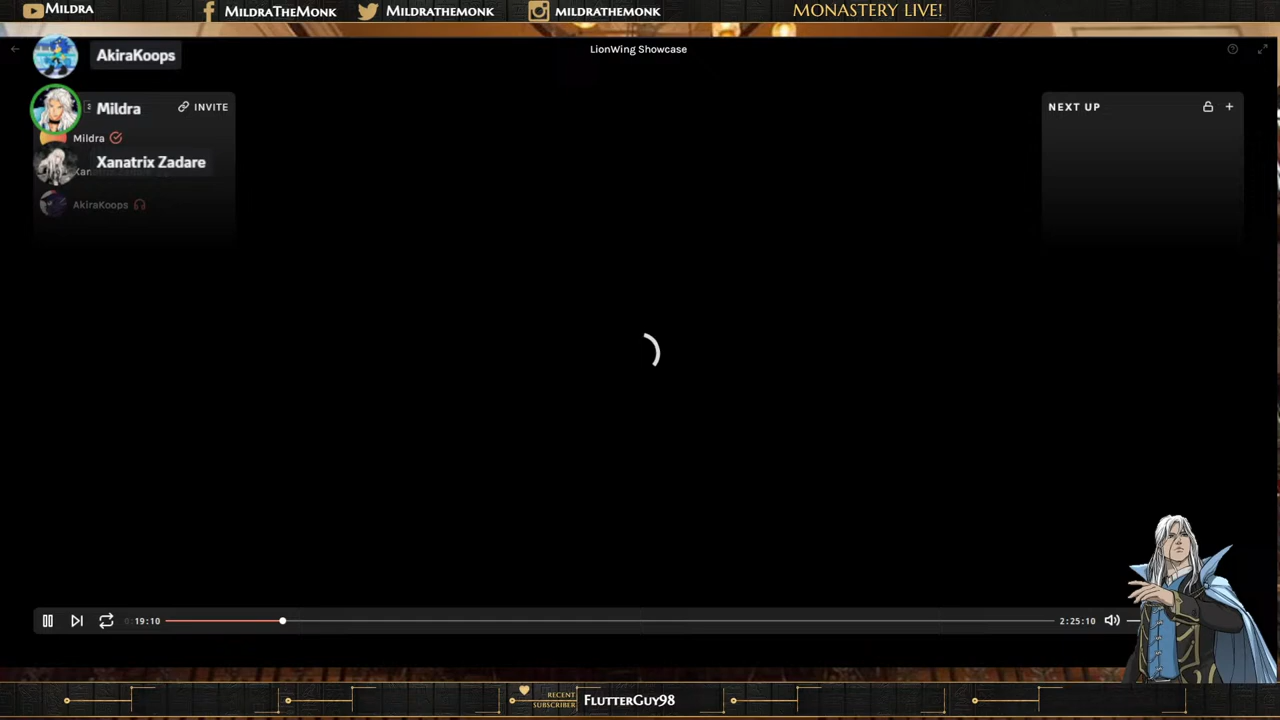 Mildra
MildraTheMonk
Mildrathemonk
mildrathemonk
MONASTERY LIVE!
LionWing Showcase
AkiraKoops
Mildra
INVITE
Mildra
Xanatrix Zadare
AkiraKoops
NEXT UP
19:10
2:25:10
RECENT
SUBSCRIBER
FlutterGuy98